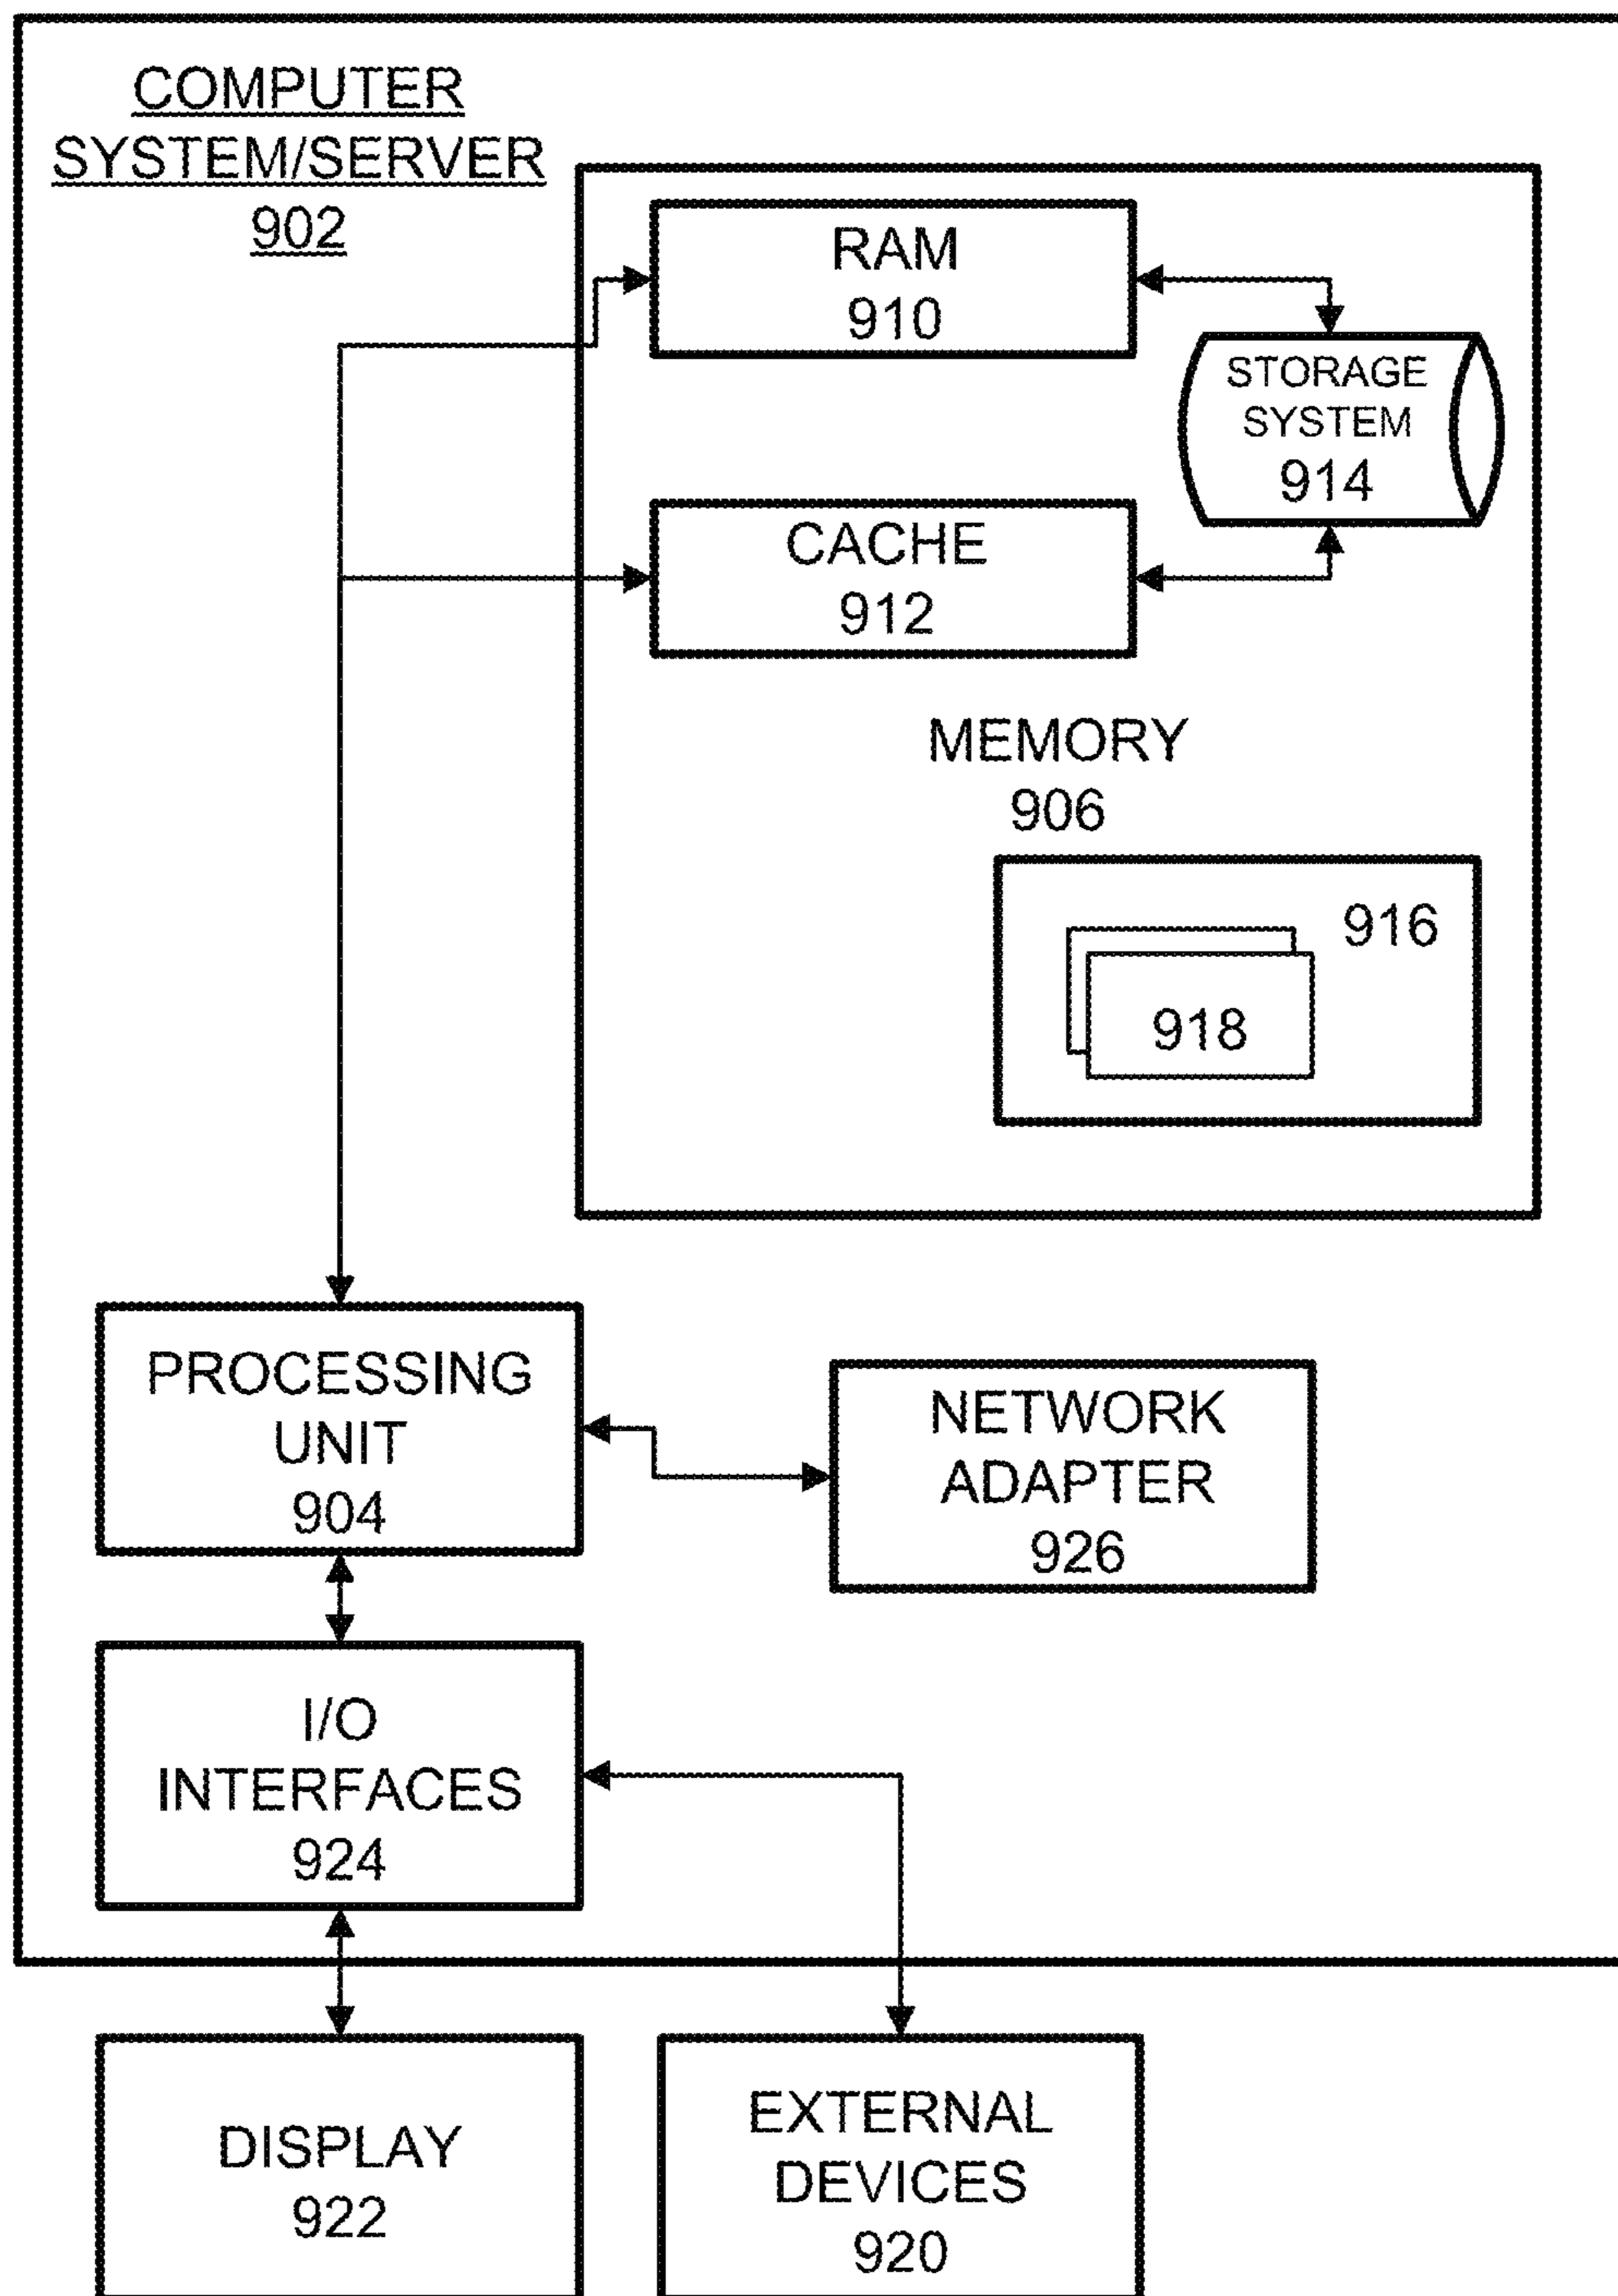 COMPUTER
SYSTEM/SERVER
902
RAM
910
STORAGE
SYSTEM
914
CACHE
912
MEMORY
906
916
918
PROCESSING
UNIT
904
NETWORK
ADAPTER
926
I/O
INTERFACES
924
DISPLAY
922
EXTERNAL
DEVICES
920